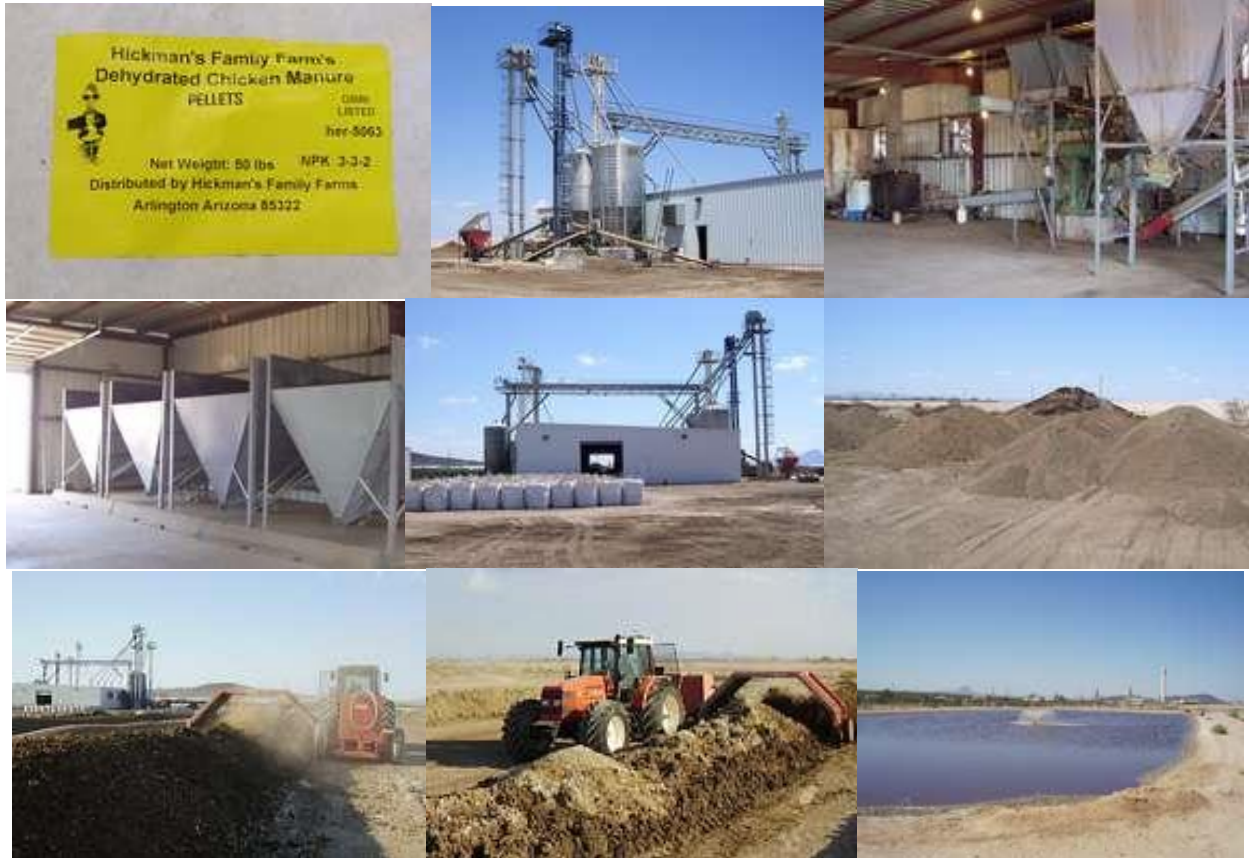 Hickman's Family Farm's
Dehydrated Chicken Manure
PELLETS
OMRI
LISTED
her-5063
Net Weight: 50 lbs NPK 3-3-2
Distributed by Hickman's Family Farms
Arlington Arizona 85322